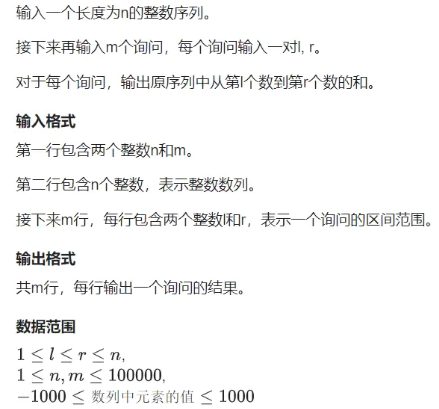 输入一个长度为n的整数序列。
接下来再输入m个询问，每个询问输入一对l, r。
对于每个询问，输出原序列中从第l个数到第r个数的和。
输入格式
第一行包含两个整数n和m。
第二行包含n个整数，表示整数数列。
接下来m行，每行包含两个整数l和r，表示一个询问的区间范围。
输出格式
共m行，每行输出一个询问的结果。
数据范围
1 ≤ l ≤ r ≤ n,
1 ≤ n, m ≤ 100000,
−1000 ≤ 数列中元素的值 ≤ 1000